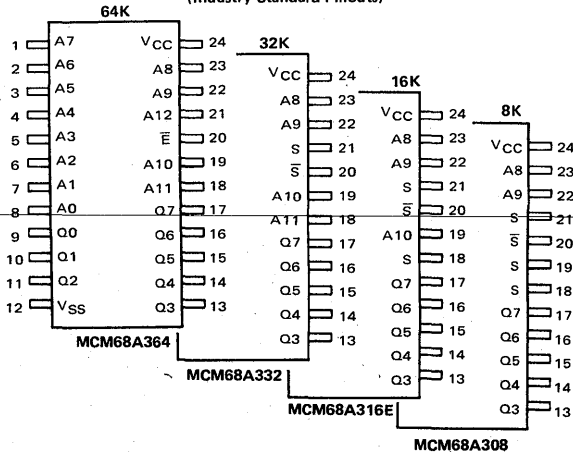 (Industry Standard Pinouts)
64K
1 A7 VCC 24
2 A6 A8 23
3 A5 A9 22
4 A4 A12 21
5 A3 E̅ 20
6 A2 A10 19
7 A1 A11 18
8 A0 Q7 17
9 Q0 Q6 16
10 Q1 Q5 15
11 Q2 Q4 14
12 VSS Q3 13
MCM68A364
32K
VCC 24
A8 23
A9 22
S 21
S̅ 20
A10 19
A11 18
Q7 17
Q6 16
Q5 15
Q4 14
Q3 13
MCM68A332
16K
VCC 24
A8 23
A9 22
S 21
S̅ 20
A10 19
S 18
Q7 17
Q6 16
Q5 15
Q4 14
Q3 13
MCM68A316E
8K
VCC 24
A8 23
A9 22
S 21
S̅ 20
S 19
S 18
Q7 17
Q6 16
Q5 15
Q4 14
Q3 13
MCM68A308